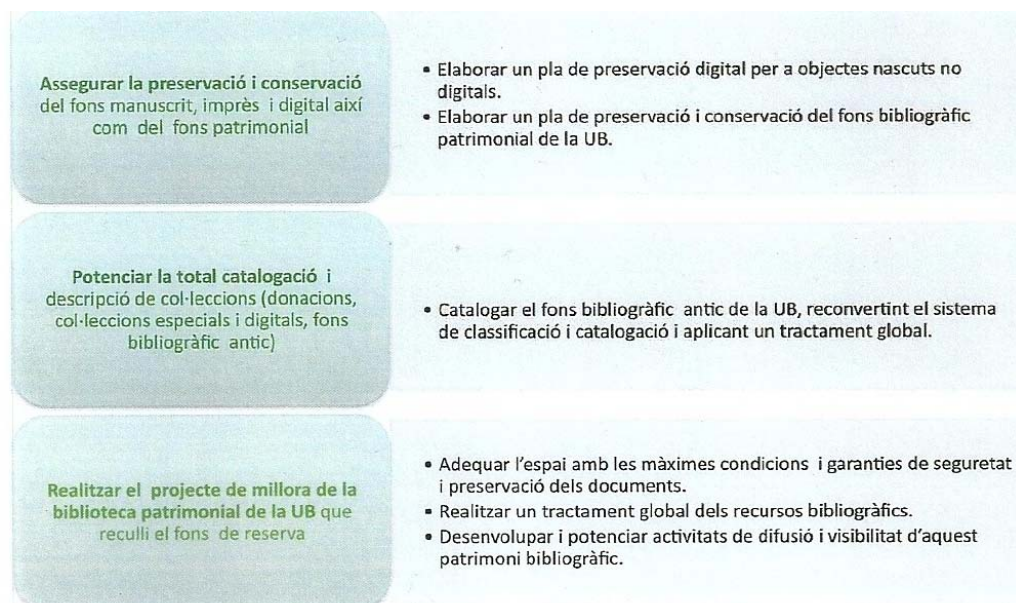 Assegurar la preservació i conservació
del fons manuscrit, imprès i digital així
com del fons patrimonial
• Elaborar un pla de preservació digital per a objectes nascuts no
digitals.
• Elaborar un pla de preservació i conservació del fons bibliogràfic
patrimonial de la UB.
Potenciar la total catalogació i
descripció de col·leccions (donacions,
col·leccions especials i digitals, fons
bibliogràfic antic)
• Catalogar el fons bibliogràfic antic de la UB, reconvertint el sistema
de classificació i catalogació i aplicant un tractament global.
Realitzar el projecte de millora de la
biblioteca patrimonial de la UB que
reculli el fons de reserva
• Adequar l'espai amb les màximes condicions i garanties de seguretat
i preservació dels documents.
• Realitzar un tractament global dels recursos bibliogràfics.
• Desenvolupar i potenciar activitats de difusió i visibilitat d'aquest
patrimoni bibliogràfic.